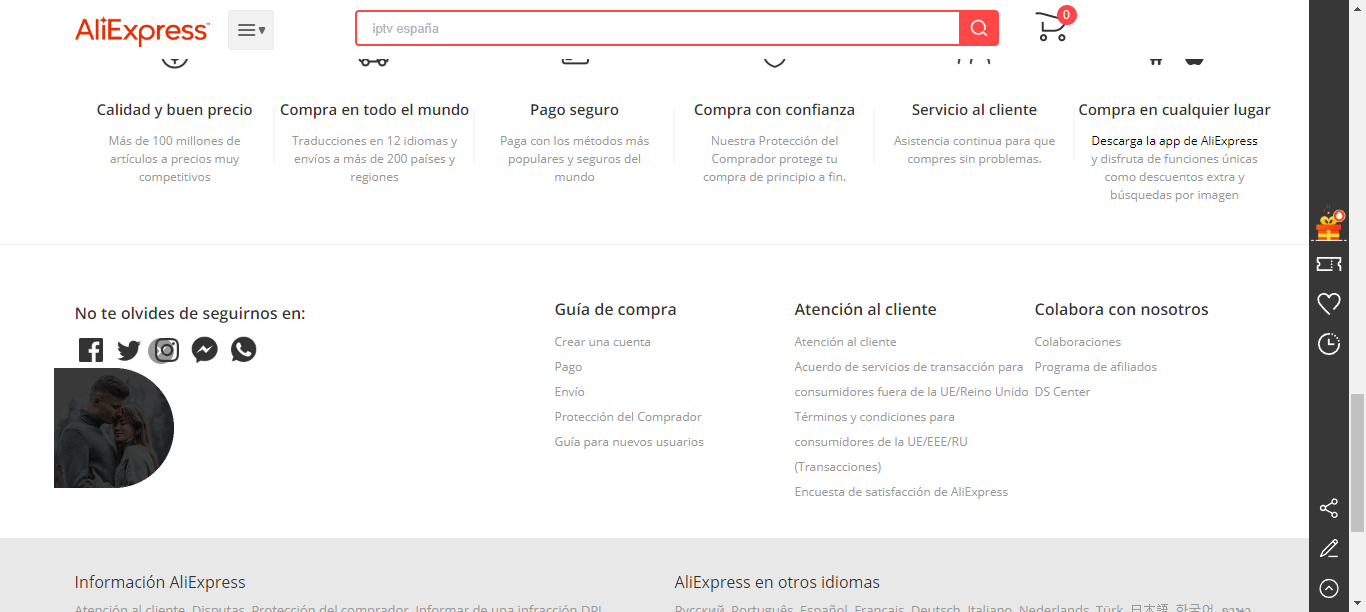 AliExpress™
iptv españa
0
Calidad y buen precio
Más de 100 millones de
artículos a precios muy
competitivos
Compra en todo el mundo
Traducciones en 12 idiomas y
envíos a más de 200 países y
regiones
Pago seguro
Paga con los métodos más
populares y seguros del
mundo
Compra con confianza
Nuestra Protección del
Comprador protege tu
compra de principio a fin.
Servicio al cliente
Asistencia continua para que
compres sin problemas.
Compra en cualquier lugar
Descarga la app de AliExpress
y disfruta de funciones únicas
como descuentos extra y
búsquedas por imagen
No te olvides de seguirnos en:
Guía de compra
Crear una cuenta
Pago
Envío
Protección del Comprador
Guía para nuevos usuarios
Atención al cliente
Atención al cliente
Acuerdo de servicios de transacción para
consumidores fuera de la UE/Reino Unido
Términos y condiciones para
consumidores de la UE/EEE/RU
(Transacciones)
Encuesta de satisfacción de AliExpress
Colabora con nosotros
Colaboraciones
Programa de afiliados
DS Center
Información AliExpress
Atención al cliente, Disputas, Protección del comprador, Informar de una infracción DPI,
AliExpress en otros idiomas
Русский, Português, Español, Français, Deutsch, Italiano, Nederlands, Türk, 日本語, 한국어, ภาษา